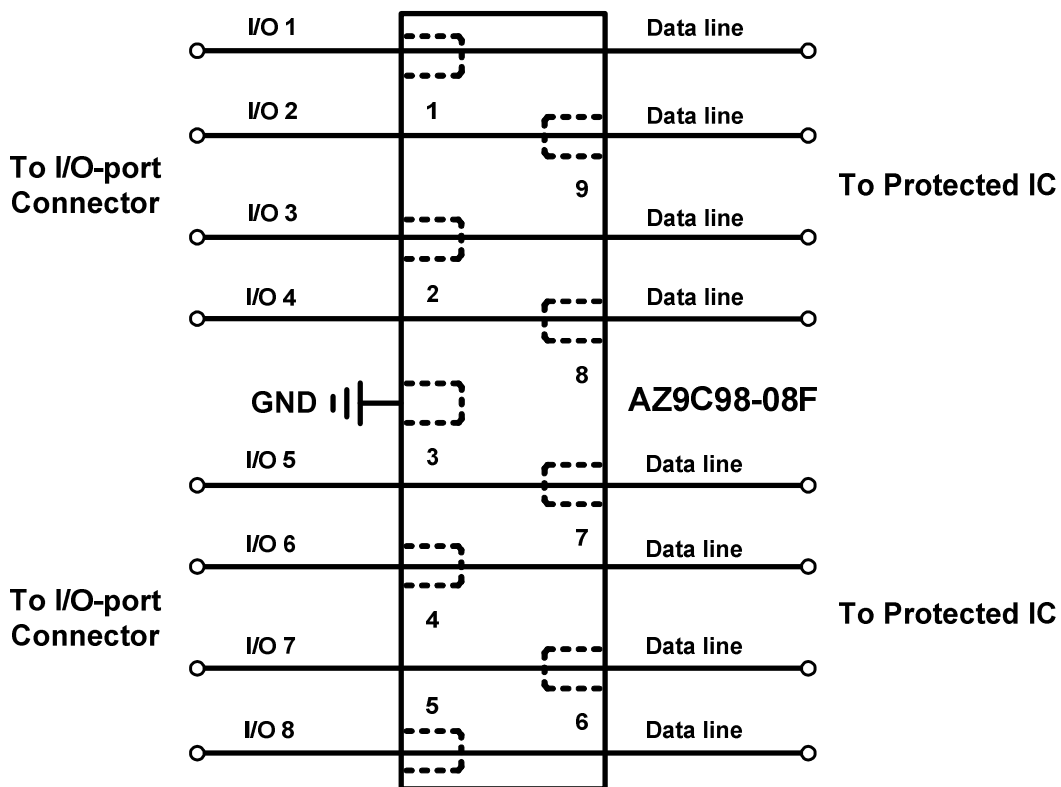 I/O 1
Data line
I/O 2
1
Data line
To I/O-port
Connector
9
To Protected IC
I/O 3
Data line
I/O 4
2
Data line
8
GND
AZ9C98-08F
I/O 5
3
Data line
7
I/O 6
Data line
To I/O-port
Connector
4
To Protected IC
I/O 7
Data line
5
6
I/O 8
Data line